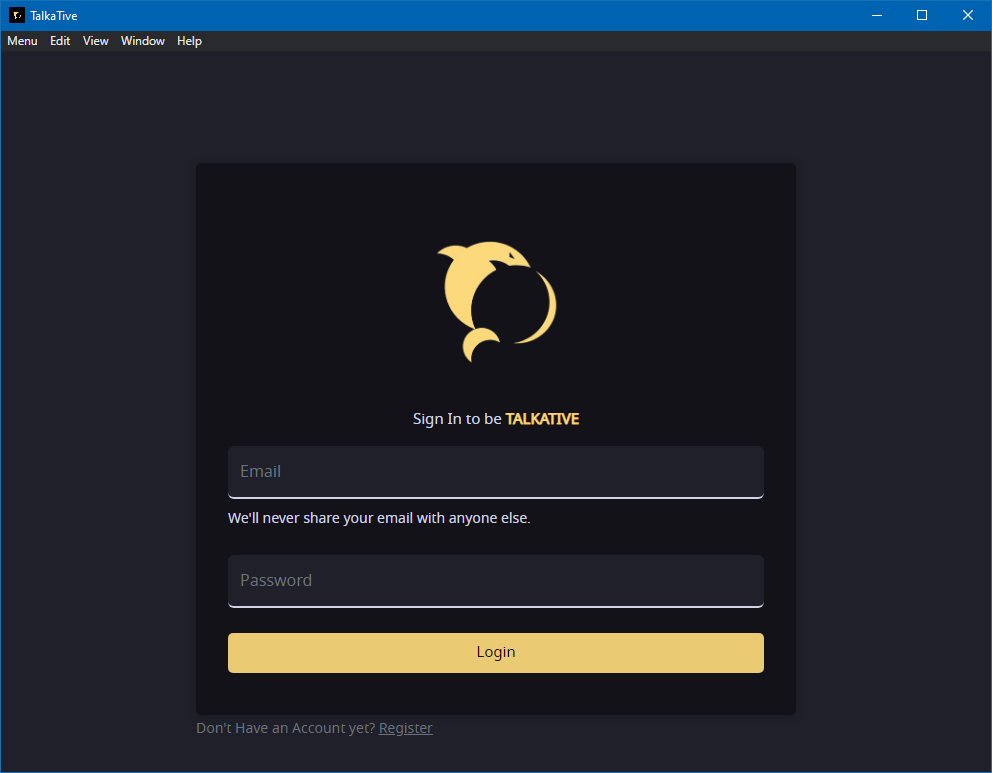 TalkaTive
Menu Edit View Window Help
Sign In to be TALKATIVE
Email
We'll never share your email with anyone else.
Password
Login
Don't Have an Account yet? Register